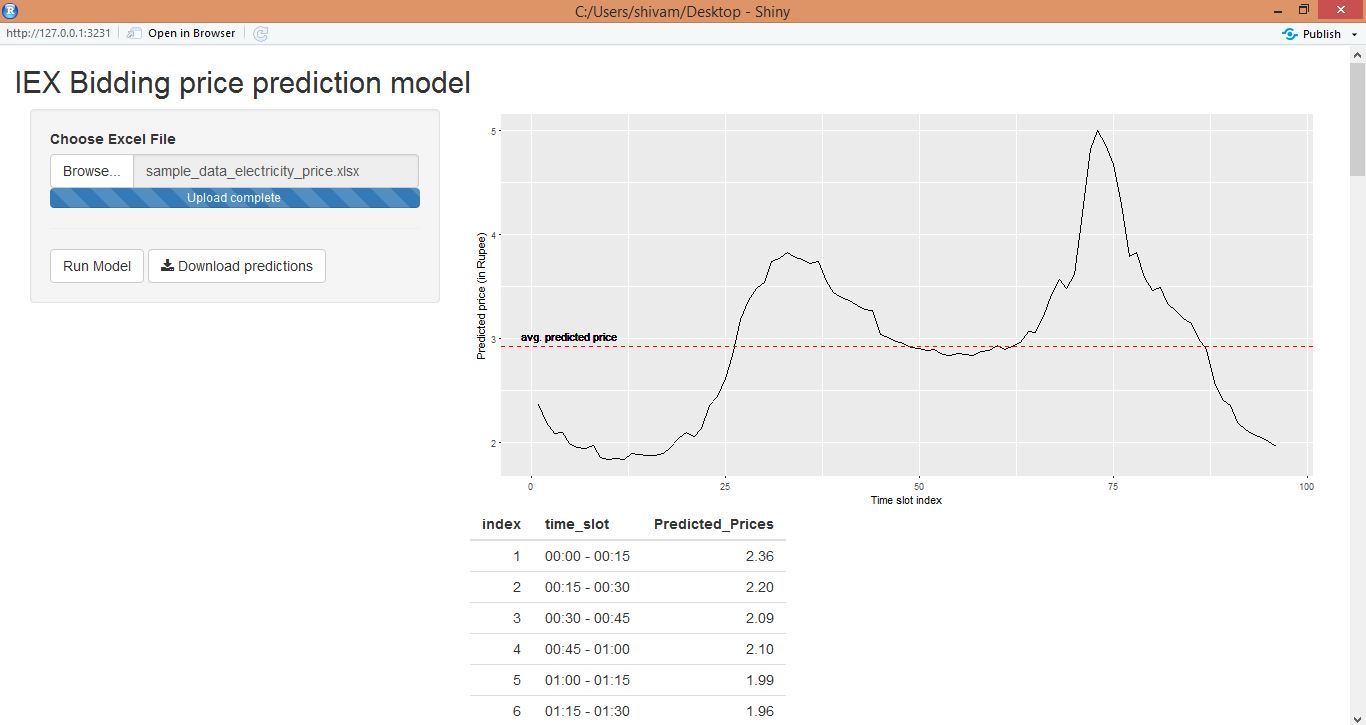 C:/Users/shivam/Desktop - Shiny
http://127.0.0.1:3231 Open in Browser Publish
IEX Bidding price prediction model
Choose Excel File
Browse... sample_data_electricity_price.xlsx
Upload complete
Run Model Download predictions
Predicted price (in Rupee)
5
4
3
2
avg. predicted price
0 25 50 75 100
Time slot index
index time_slot Predicted_Prices
1 00:00 - 00:15 2.36
2 00:15 - 00:30 2.20
3 00:30 - 00:45 2.09
4 00:45 - 01:00 2.10
5 01:00 - 01:15 1.99
6 01:15 - 01:30 1.96